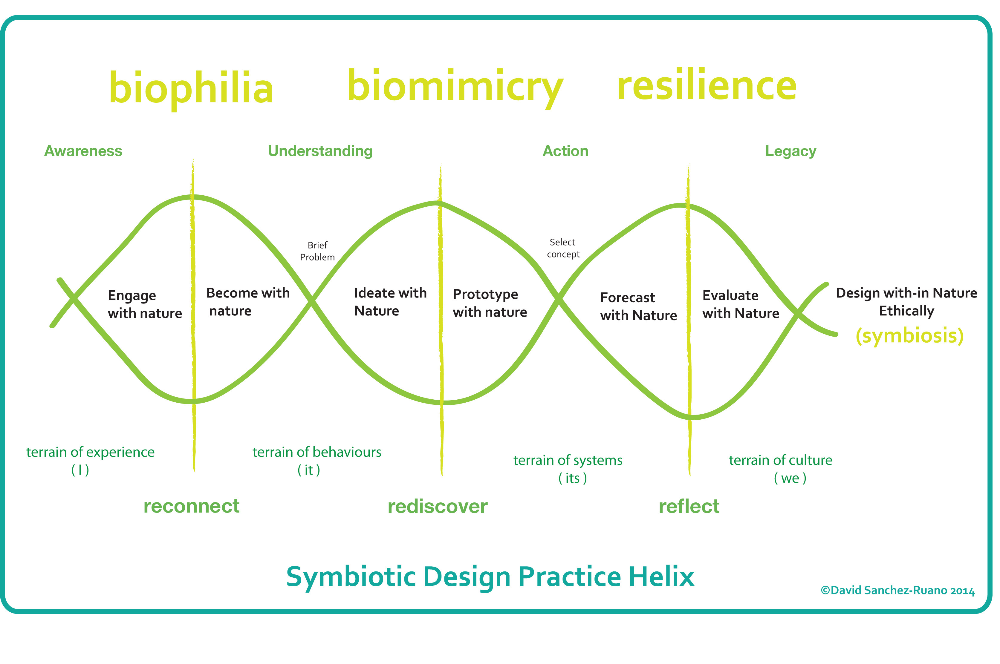 biophilia
biomimicry
resilience
Awareness
Understanding
Action
Legacy
Brief
Problem
Select
concept
Engage
with nature
Become with
nature
Ideate with
Nature
Prototype
with nature
Forecast
with Nature
Evaluate
with Nature
Design with-in Nature
Ethically
(symbiosis)
terrain of experience
( I )
terrain of behaviours
( it )
terrain of systems
( its )
terrain of culture
( we )
reconnect
rediscover
reflect
Symbiotic Design Practice Helix
©David Sanchez-Ruano 2014